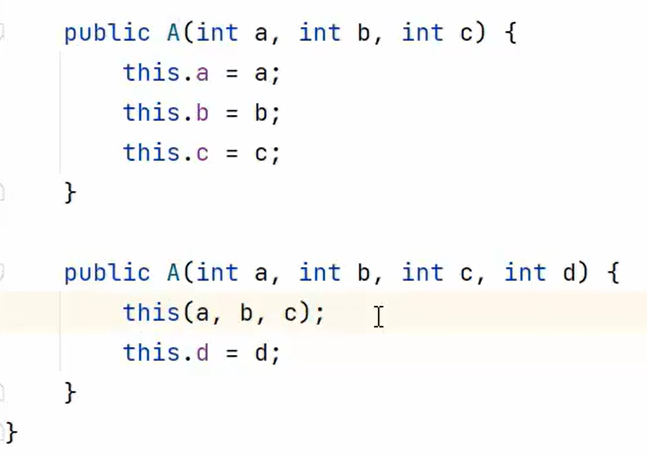 public A(int a, int b, int c) {
this.a = a;
this.b = b;
this.c = c;
}
public A(int a, int b, int c, int d) {
this(a, b, c);
this.d = d;
}
}